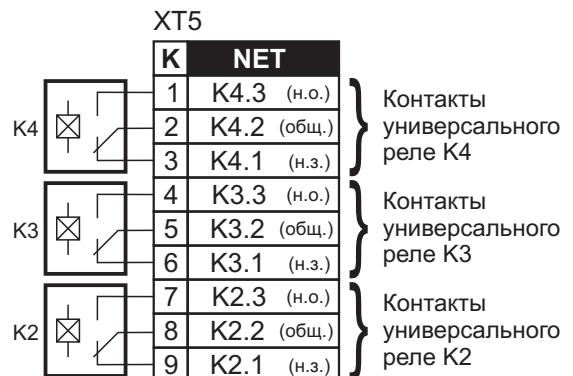 XT5
K NET
1 K4.3 (н.о.)
2 K4.2 (общ.)
3 K4.1 (н.з.)
4 K3.3 (н.о.)
5 K3.2 (общ.)
6 K3.1 (н.з.)
7 K2.3 (н.о.)
8 K2.2 (общ.)
9 K2.1 (н.з.)
K4
K3
K2
Контакты
универсального
реле K4
Контакты
универсального
реле K3
Контакты
универсального
реле K2